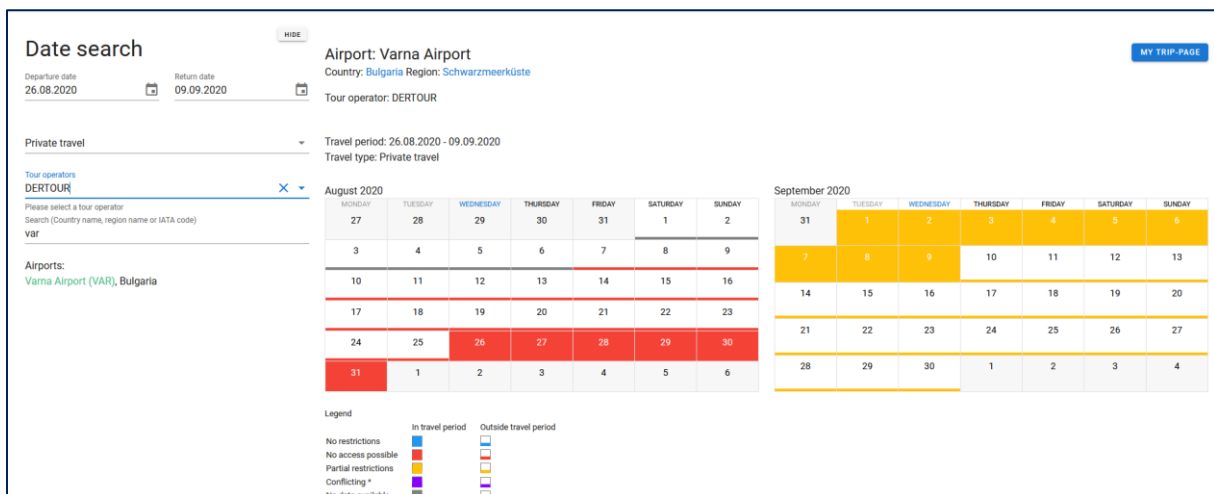 Date search
HIDE
Departure date
26.08.2020
Return date
09.09.2020
Private travel
Tour operators
DERTOUR
Please select a tour operator
Search (Country name, region name or IATA code)
var
Airports:
Varna Airport (VAR), Bulgaria
Airport: Varna Airport
MY TRIP-PAGE
Country: Bulgaria Region: Schwarzmeerküste
Tour operator: DERTOUR
Travel period: 26.08.2020 - 09.09.2020
Travel type: Private travel
August 2020
MONDAY TUESDAY WEDNESDAY THURSDAY FRIDAY SATURDAY SUNDAY
27 28 29 30 31 1 2
3 4 5 6 7 8 9
10 11 12 13 14 15 16
17 18 19 20 21 22 23
24 25 26 27 28 29 30
31 1 2 3 4 5 6
September 2020
MONDAY TUESDAY WEDNESDAY THURSDAY FRIDAY SATURDAY SUNDAY
31 1 2 3 4 5 6
7 8 9 10 11 12 13
14 15 16 17 18 19 20
21 22 23 24 25 26 27
28 29 30 1 2 3 4
Legend
In travel period Outside travel period
No restrictions
No access possible
Partial restrictions
Conflicting *
No data available